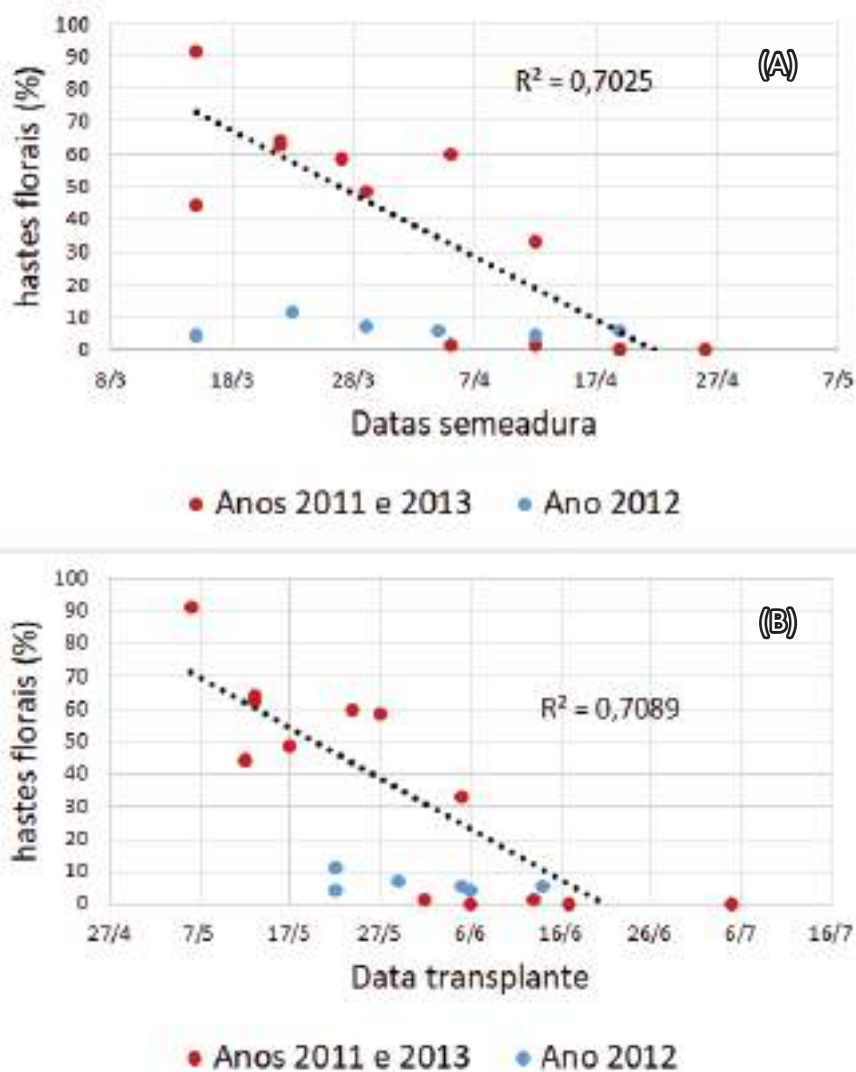 100
90
80
70
60
50
40
30
20
10
0
hastes florais (%)
(A)
R² = 0,7025
8/3 18/3 28/3 7/4 17/4 27/4 7/5
Datas semeadura
Anos 2011 e 2013 Ano 2012
100
90
80
70
60
50
40
30
20
10
0
hastes florais (%)
(B)
R² = 0,7089
27/4 7/5 17/5 27/5 6/6 16/6 26/6 6/7 16/7
Data transplante
Anos 2011 e 2013 Ano 2012